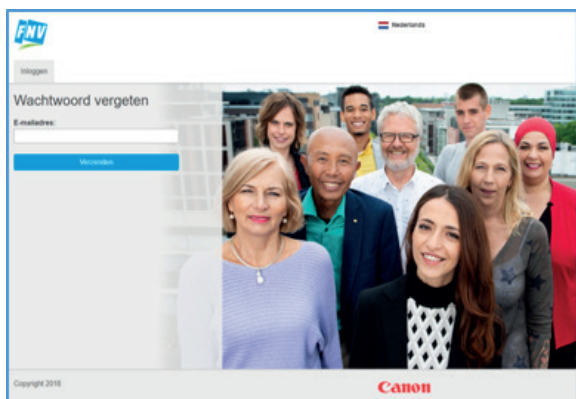 FNV
Nederlands
Inloggen
Wachtwoord vergeten
E-mailadres:
Verzenden
Copyright 2018
Canon